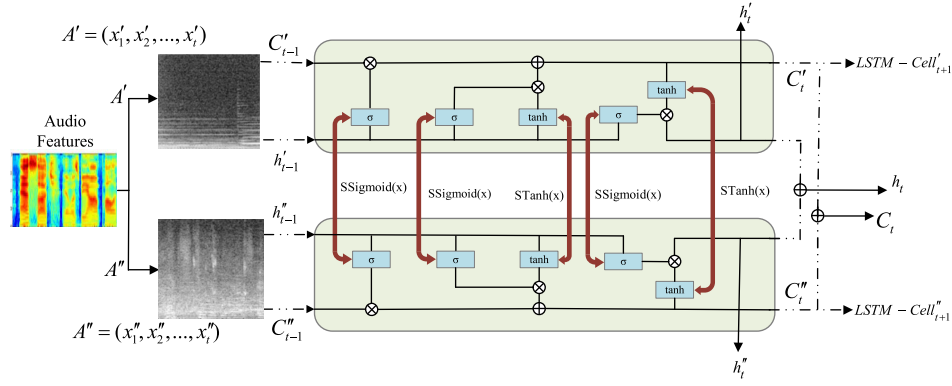 A′ = (x′₁, x′₂, ..., x′ₜ)
C′ₜ₋₁
h′ₜ
A′
σ
σ
tanh
σ
tanh
C′ₜ
LSTM – Cell′ₜ₊₁
Audio
Features
h′ₜ₋₁
SSigmoid(x)
SSigmoid(x)
STanh(x)
SSigmoid(x)
STanh(x)
hₜ
Cₜ
h″ₜ₋₁
A″
σ
σ
tanh
σ
tanh
C″ₜ
LSTM – Cell″ₜ₊₁
C″ₜ₋₁
A″ = (x″₁, x″₂, ..., x″ₜ)
h″ₜ